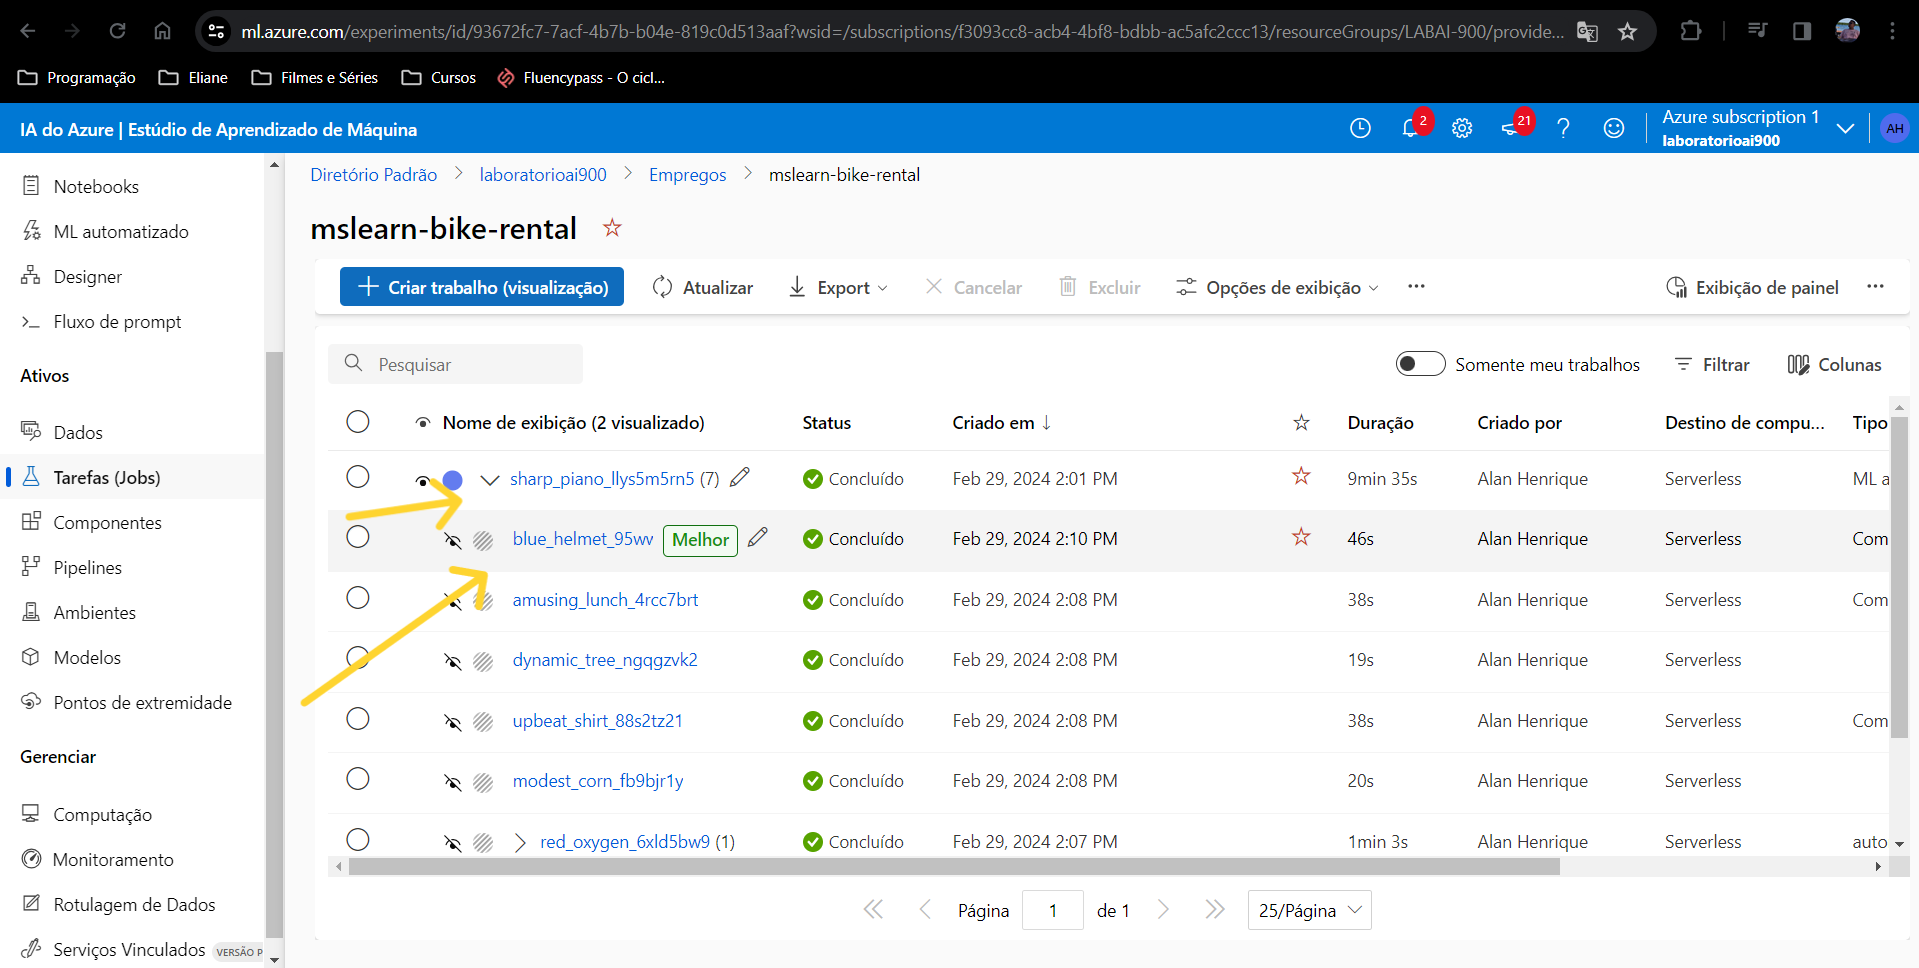 ml.azure.com/experiments/id/93672fc7-7acf-4b7b-b04e-819c0d513aaf?wsid=/subscriptions/f3093cc8-acb4-4bf8-bdbb-ac5afc2ccc13/resourceGroups/LABAI-900/provide...
Programação
Eliane
Filmes e Séries
Cursos
Fluencypass - O cicl...
IA do Azure | Estúdio de Aprendizado de Máquina
2
21
?
Azure subscription 1
laboratorioai900
AH
Notebooks
ML automatizado
Designer
Fluxo de prompt
Ativos
Dados
Tarefas (Jobs)
Componentes
Pipelines
Ambientes
Modelos
Pontos de extremidade
Gerenciar
Computação
Monitoramento
Rotulagem de Dados
Serviços Vinculados VERSÃO P
Diretório Padrão > laboratorioai900 > Empregos > mslearn-bike-rental
mslearn-bike-rental
Criar trabalho (visualização) Atualizar Export Cancelar Excluir Opções de exibição ... Exibição de painel ...
Pesquisar
Somente meu trabalhos Filtrar Colunas
Nome de exibição (2 visualizado) Status Criado em ↓ Duração Criado por Destino de compu... Tipo
sharp_piano_llys5m5rn5 (7) Concluído Feb 29, 2024 2:01 PM 9min 35s Alan Henrique Serverless ML a
blue_helmet_95wv Melhor Concluído Feb 29, 2024 2:10 PM 46s Alan Henrique Serverless Com
amusing_lunch_4rcc7brt Concluído Feb 29, 2024 2:08 PM 38s Alan Henrique Serverless Com
dynamic_tree_ngqgzvk2 Concluído Feb 29, 2024 2:08 PM 19s Alan Henrique Serverless
upbeat_shirt_88s2tz21 Concluído Feb 29, 2024 2:08 PM 38s Alan Henrique Serverless Com
modest_corn_fb9bjr1y Concluído Feb 29, 2024 2:08 PM 20s Alan Henrique Serverless
red_oxygen_6xld5bw9 (1) Concluído Feb 29, 2024 2:07 PM 1min 3s Alan Henrique Serverless auto
Página 1 de 1 25/Página